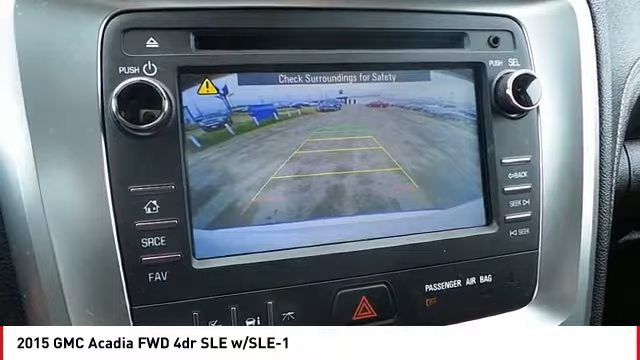 PUSH
PUSH SEL
Check Surroundings for Safety
BACK
SEEK
SRCE
SEEK
FAV
PASSENGER AIR BAG
OFF
2015 GMC Acadia FWD 4dr SLE w/SLE-1